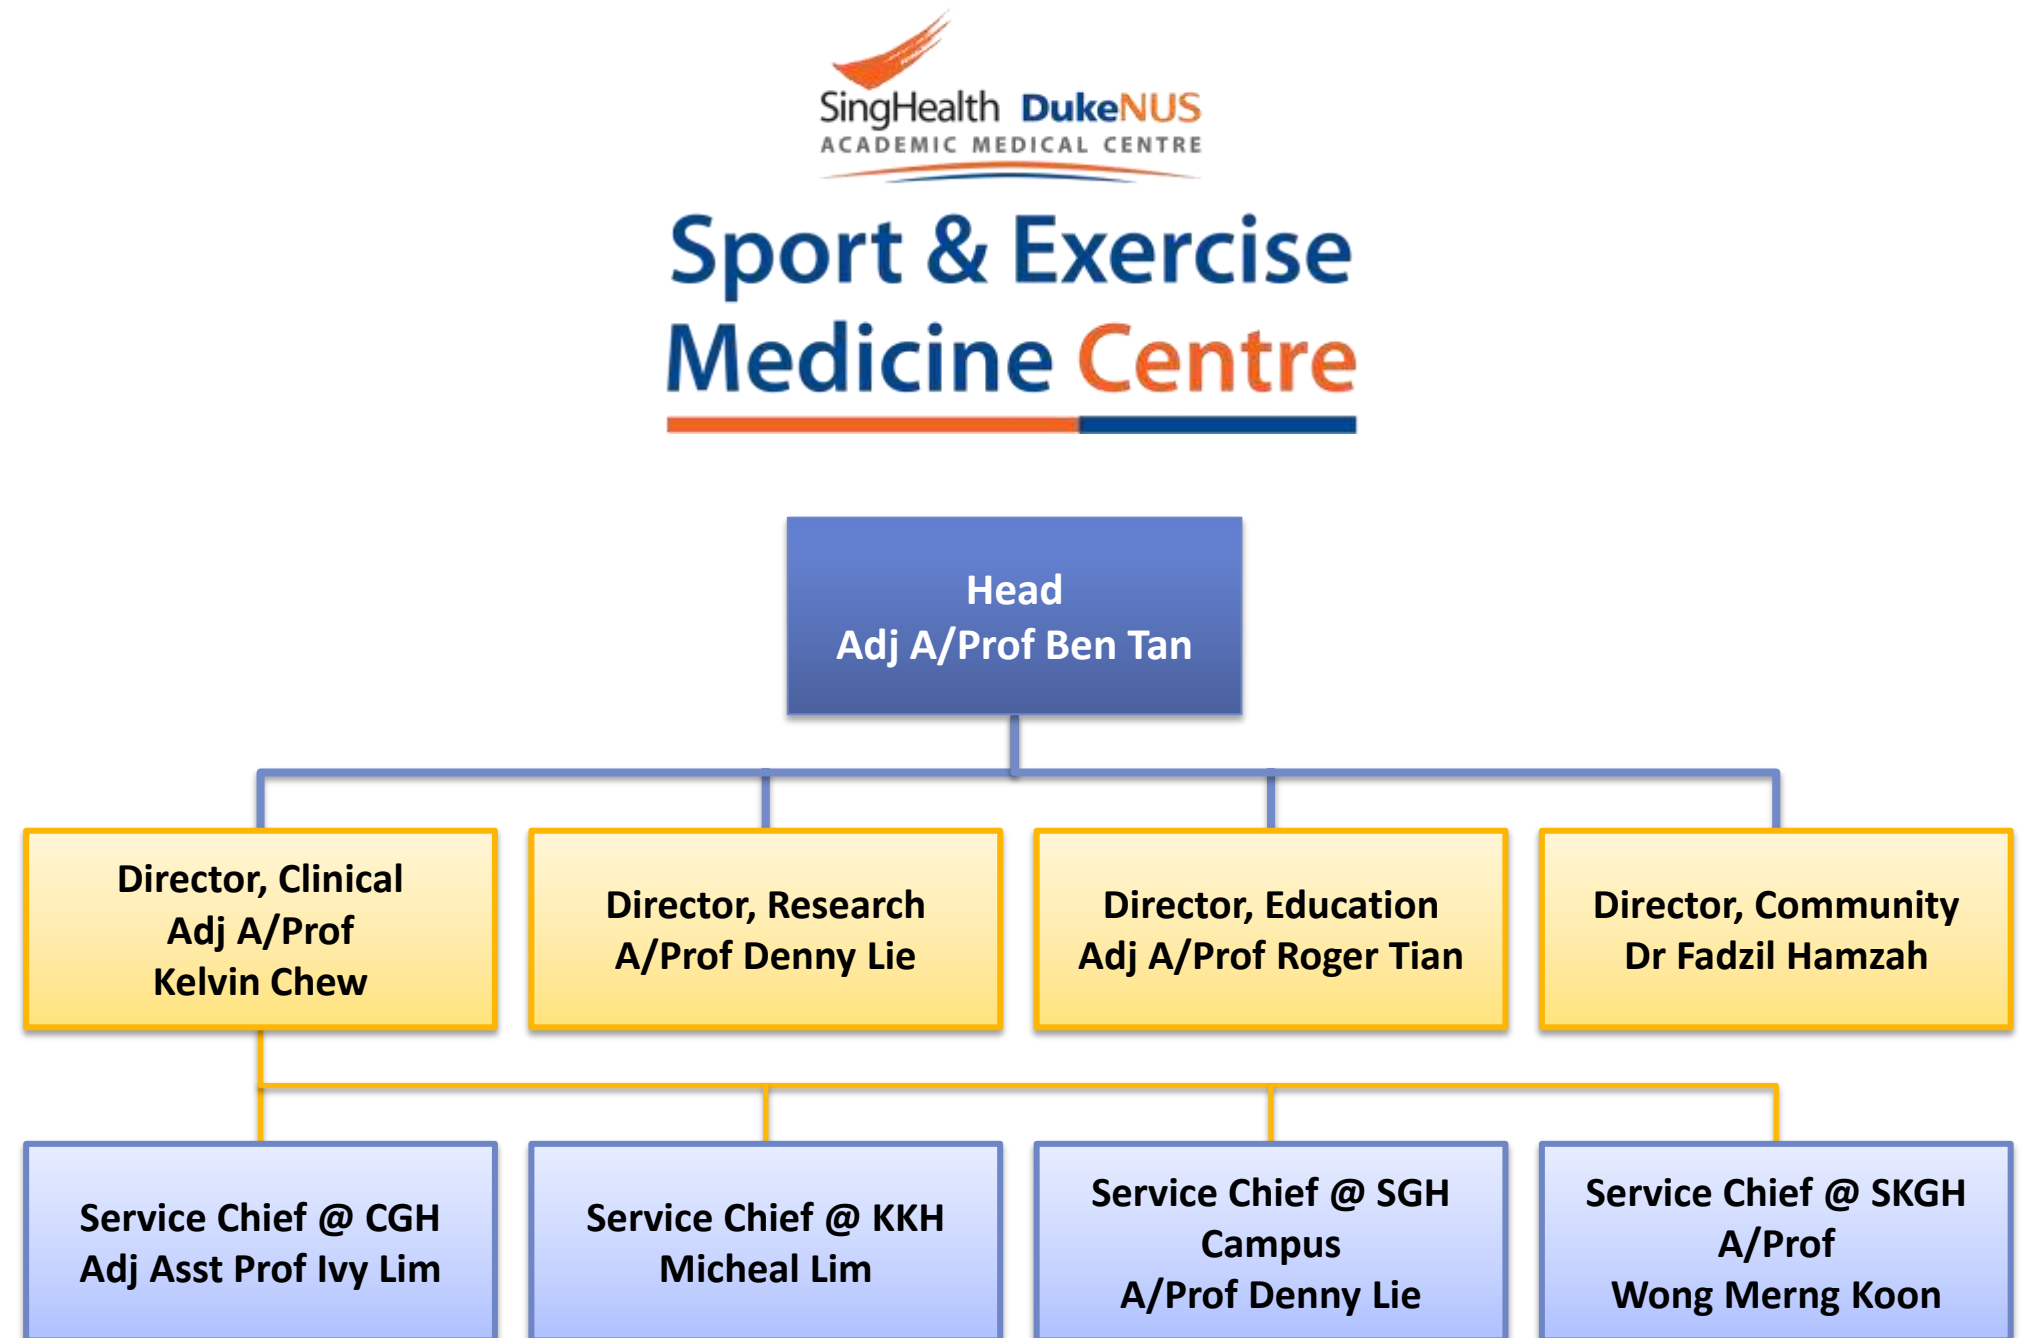 SingHealth DukeNUS
ACADEMIC MEDICAL CENTRE
Sport & Exercise
Medicine Centre
Head
Adj A/Prof Ben Tan
Director, Clinical
Adj A/Prof
Kelvin Chew
Director, Research
A/Prof Denny Lie
Director, Education
Adj A/Prof Roger Tian
Director, Community
Dr Fadzil Hamzah
Service Chief @ CGH
Adj Asst Prof Ivy Lim
Service Chief @ KKH
Micheal Lim
Service Chief @ SGH
Campus
A/Prof Denny Lie
Service Chief @ SKGH
A/Prof
Wong Merng Koon